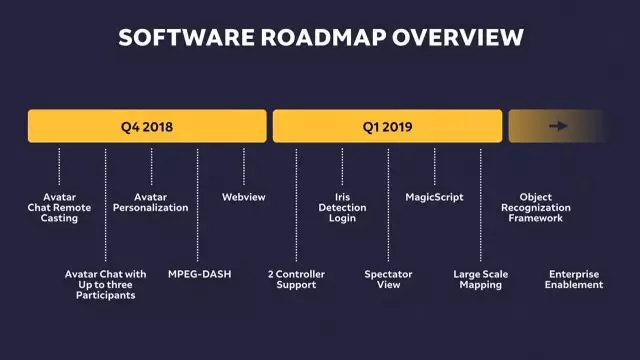 SOFTWARE ROADMAP OVERVIEW
Q4 2018
Q1 2019
Avatar
Chat Remote
Casting
Avatar
Personalization
Webview
Iris
Detection
Login
MagicScript
Object
Recognization
Framework
Avatar Chat with
Up to three
Participants
MPEG-DASH
2 Controller
Support
Spectator
View
Large Scale
Mapping
Enterprise
Enablement